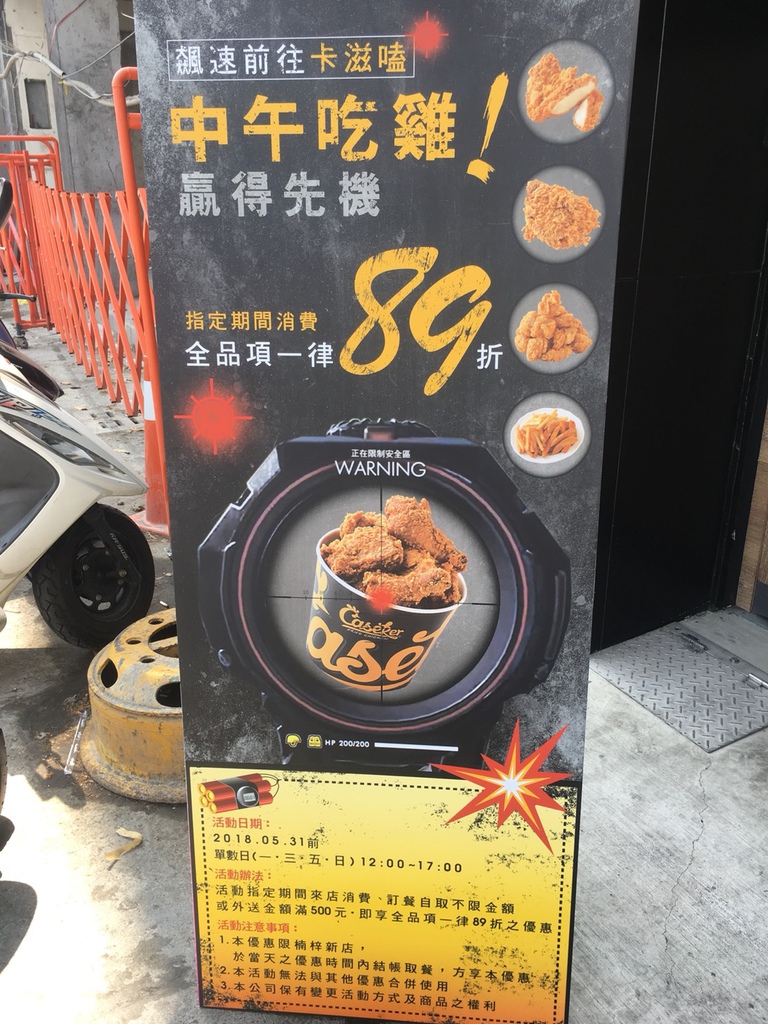 飆速前往卡滋嗑
中午吃雞!
贏得先機
指定期間消費
全品項一律89折
正在限制安全區
WARNING
Caseker
asé
HP 200/200
活動日期：
2018.05.31前
單數日(一·三·五·日)12:00~17:00
活動辦法：
活動指定期間來店消費、訂餐自取不限金額
或外送金額滿500元·即享全品項一律89折之優惠
活動注意事項：
1.本優惠限楠梓新店，
於當天之優惠時間內結帳取餐，方享本優惠
2.本活動無法與其他優惠合併使用
3.本公司保有變更活動方式及商品之權利